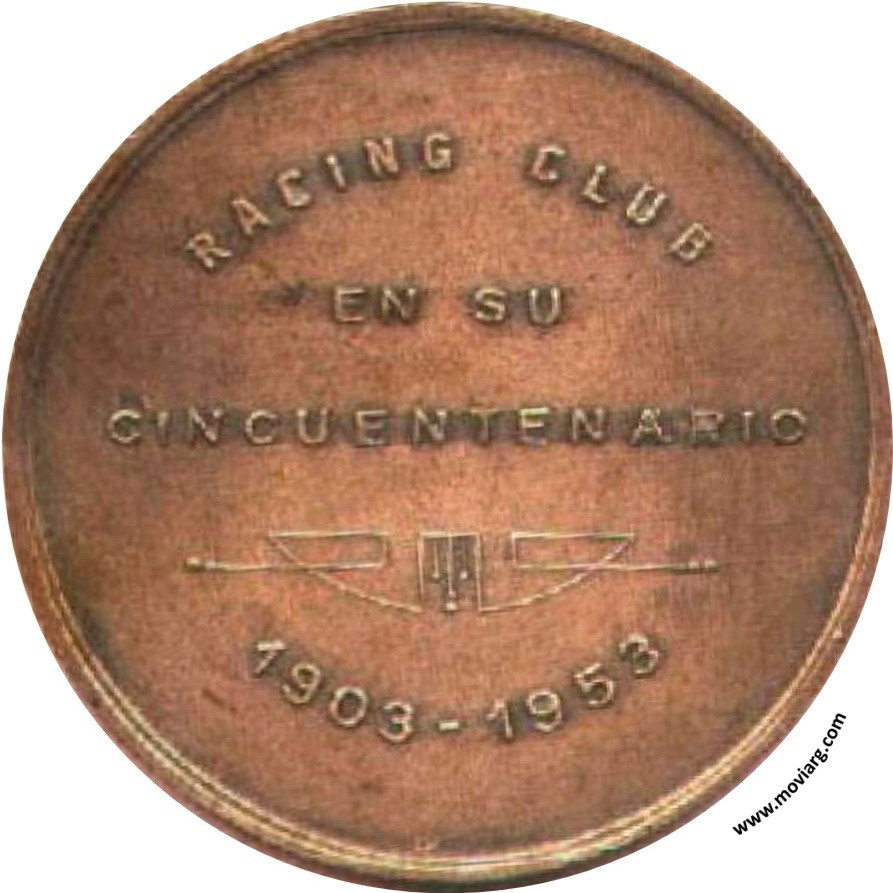 RACING CLUB
EN SU
CINCUENTENARIO
1903-1953
www.moviarg.com